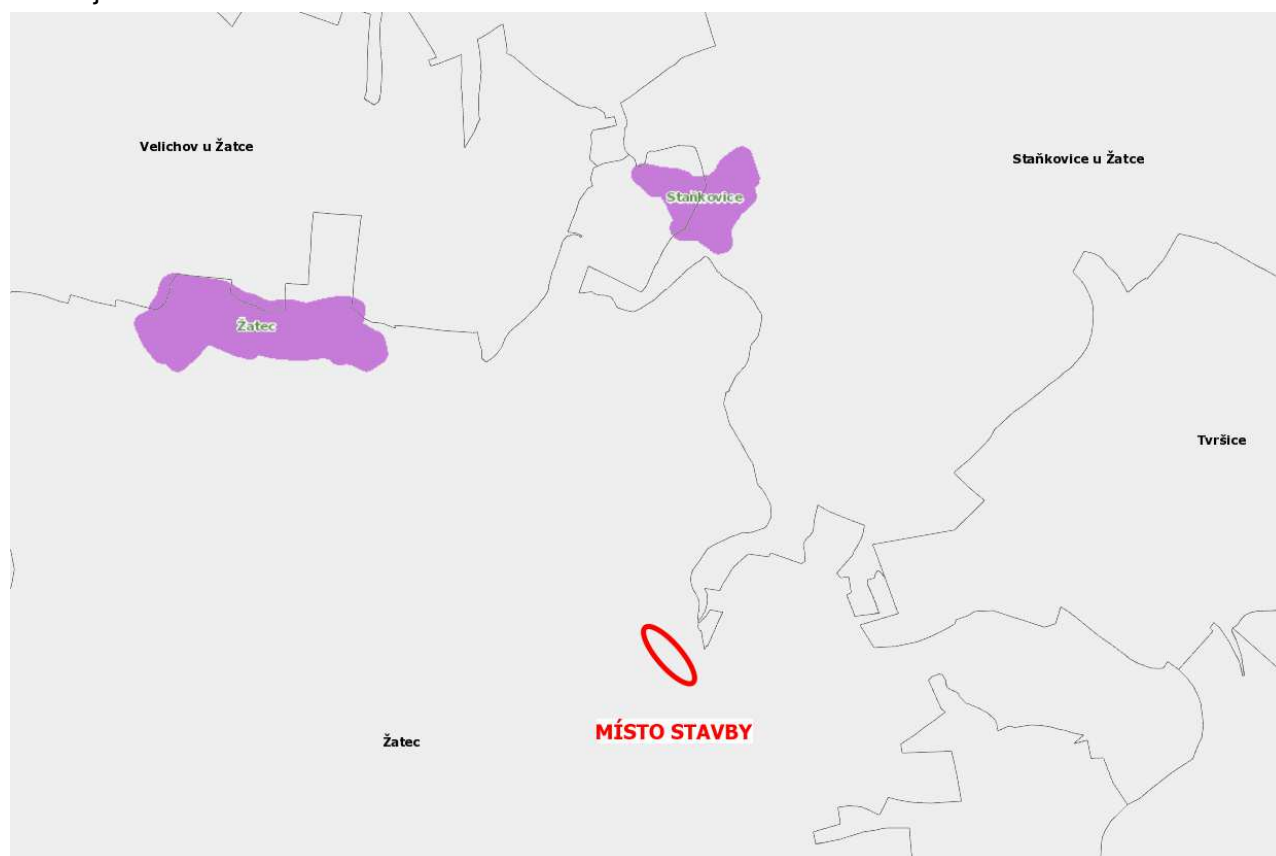 Velichov u Žatce
Staňkovice u Žatce
Staňkovice
Žatec
Tvršice
MÍSTO STAVBY
Žatec